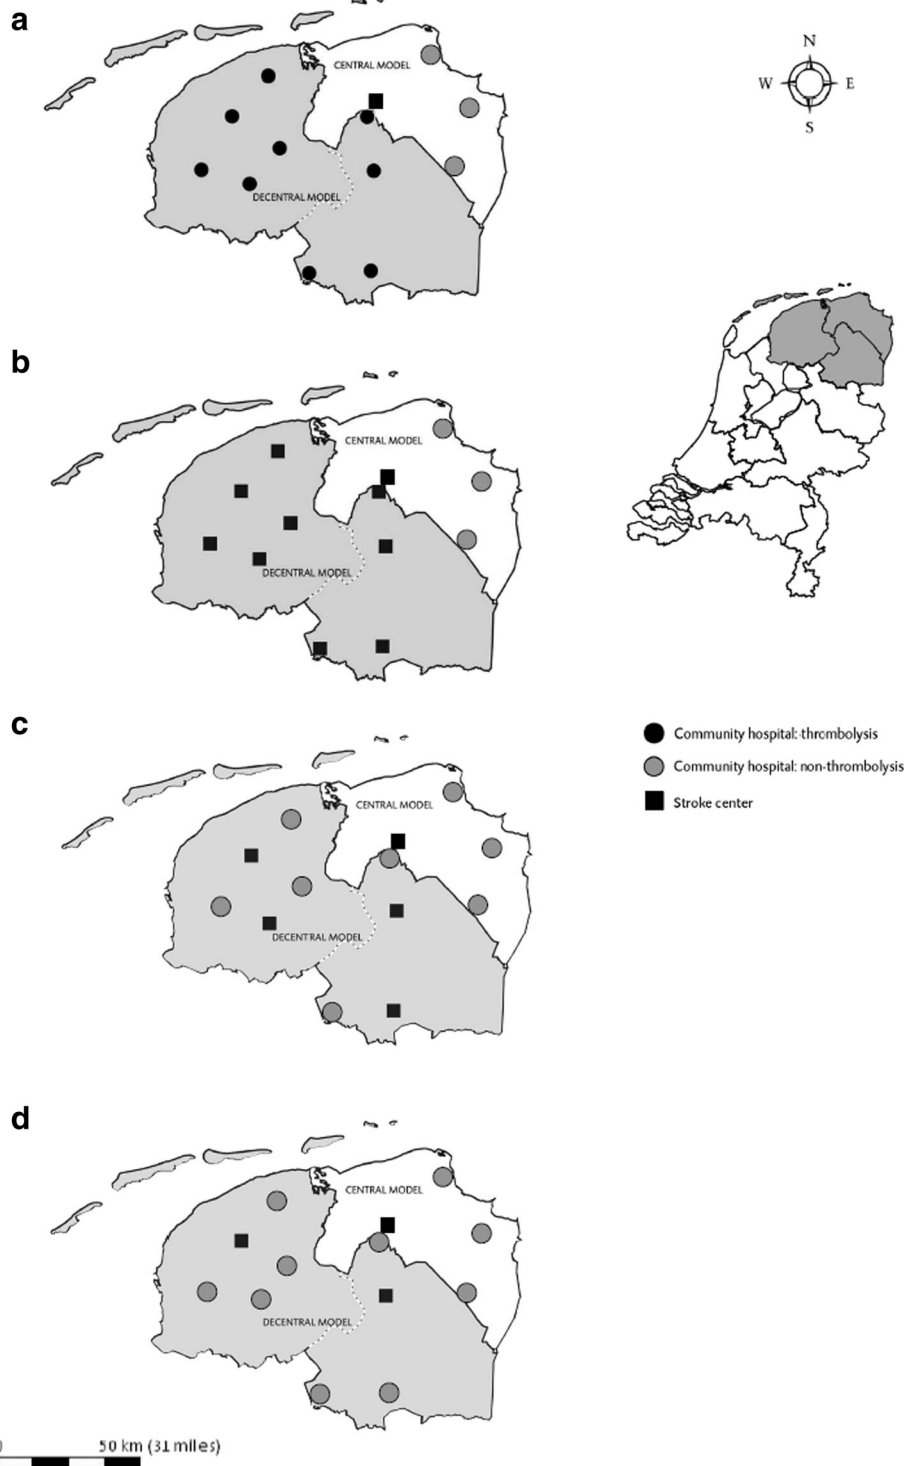 a
CENTRAL MODEL
DECENTRAL MODEL
N
W E
S
b
CENTRAL MODEL
DECENTRAL MODEL
c
CENTRAL MODEL
DECENTRAL MODEL
Community hospital: thrombolysis
Community hospital: non-thrombolysis
Stroke center
d
CENTRAL MODEL
DECENTRAL MODEL
50 km (31 miles)